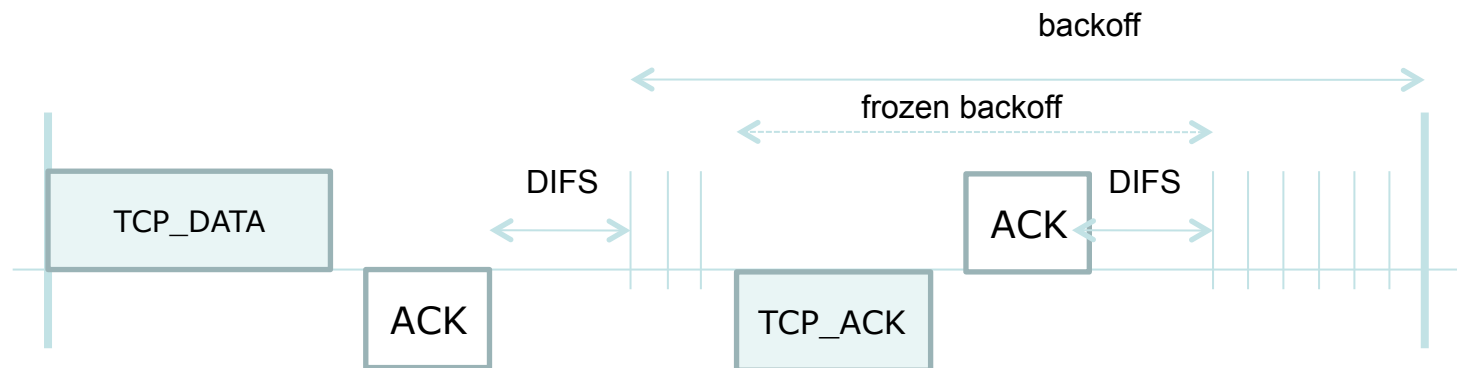 backoff
frozen backoff
DIFS
DIFS
TCP_DATA
ACK
ACK
TCP_ACK